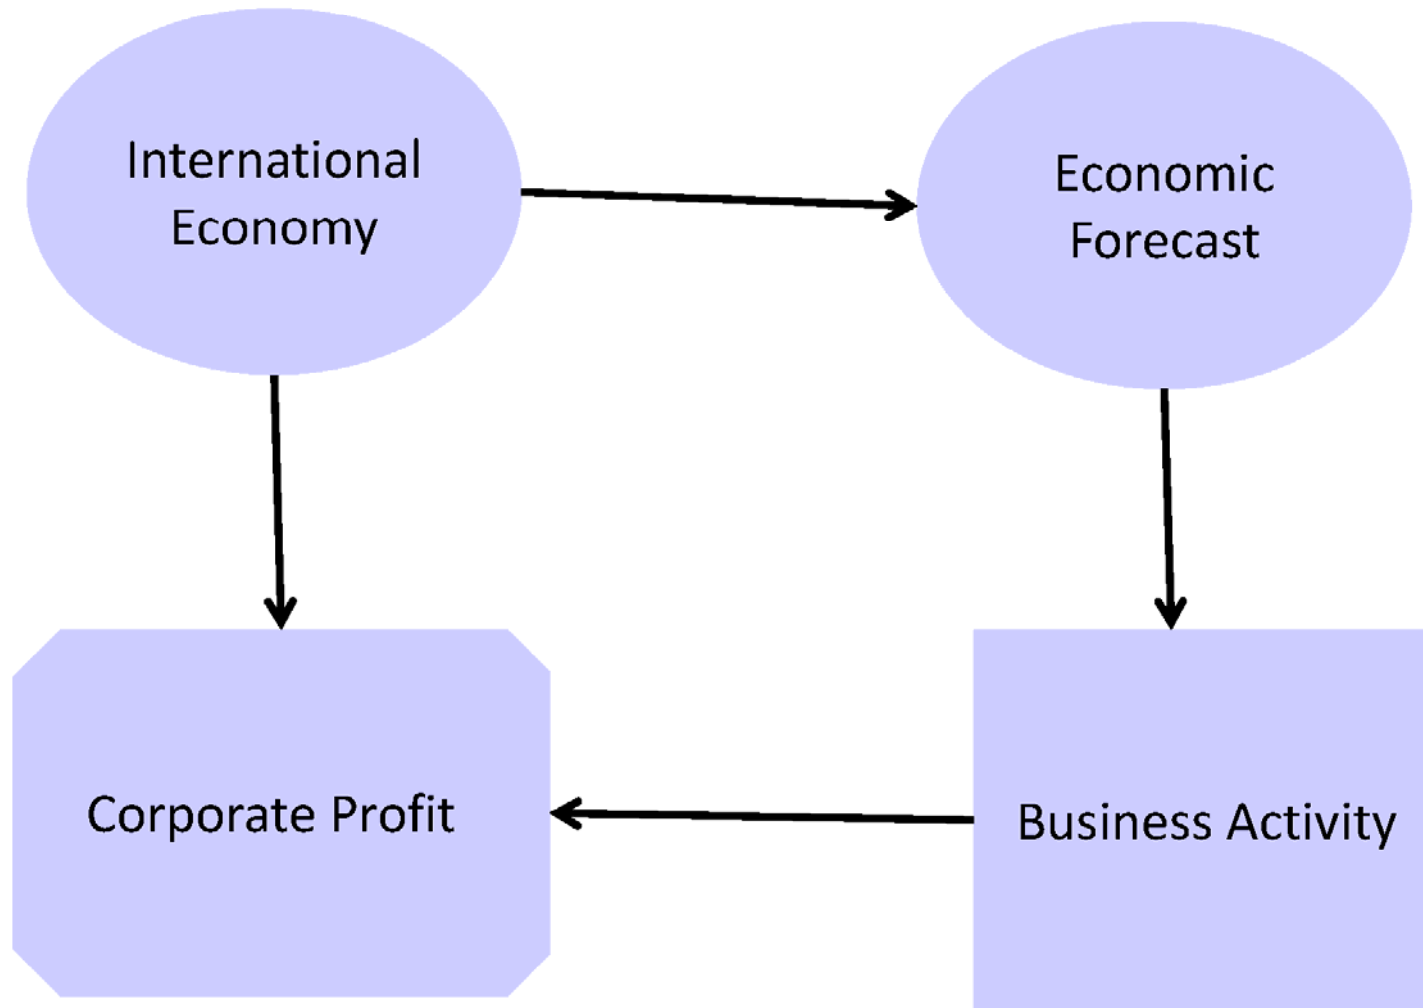 International
Economy
Economic
Forecast
Corporate Profit
Business Activity